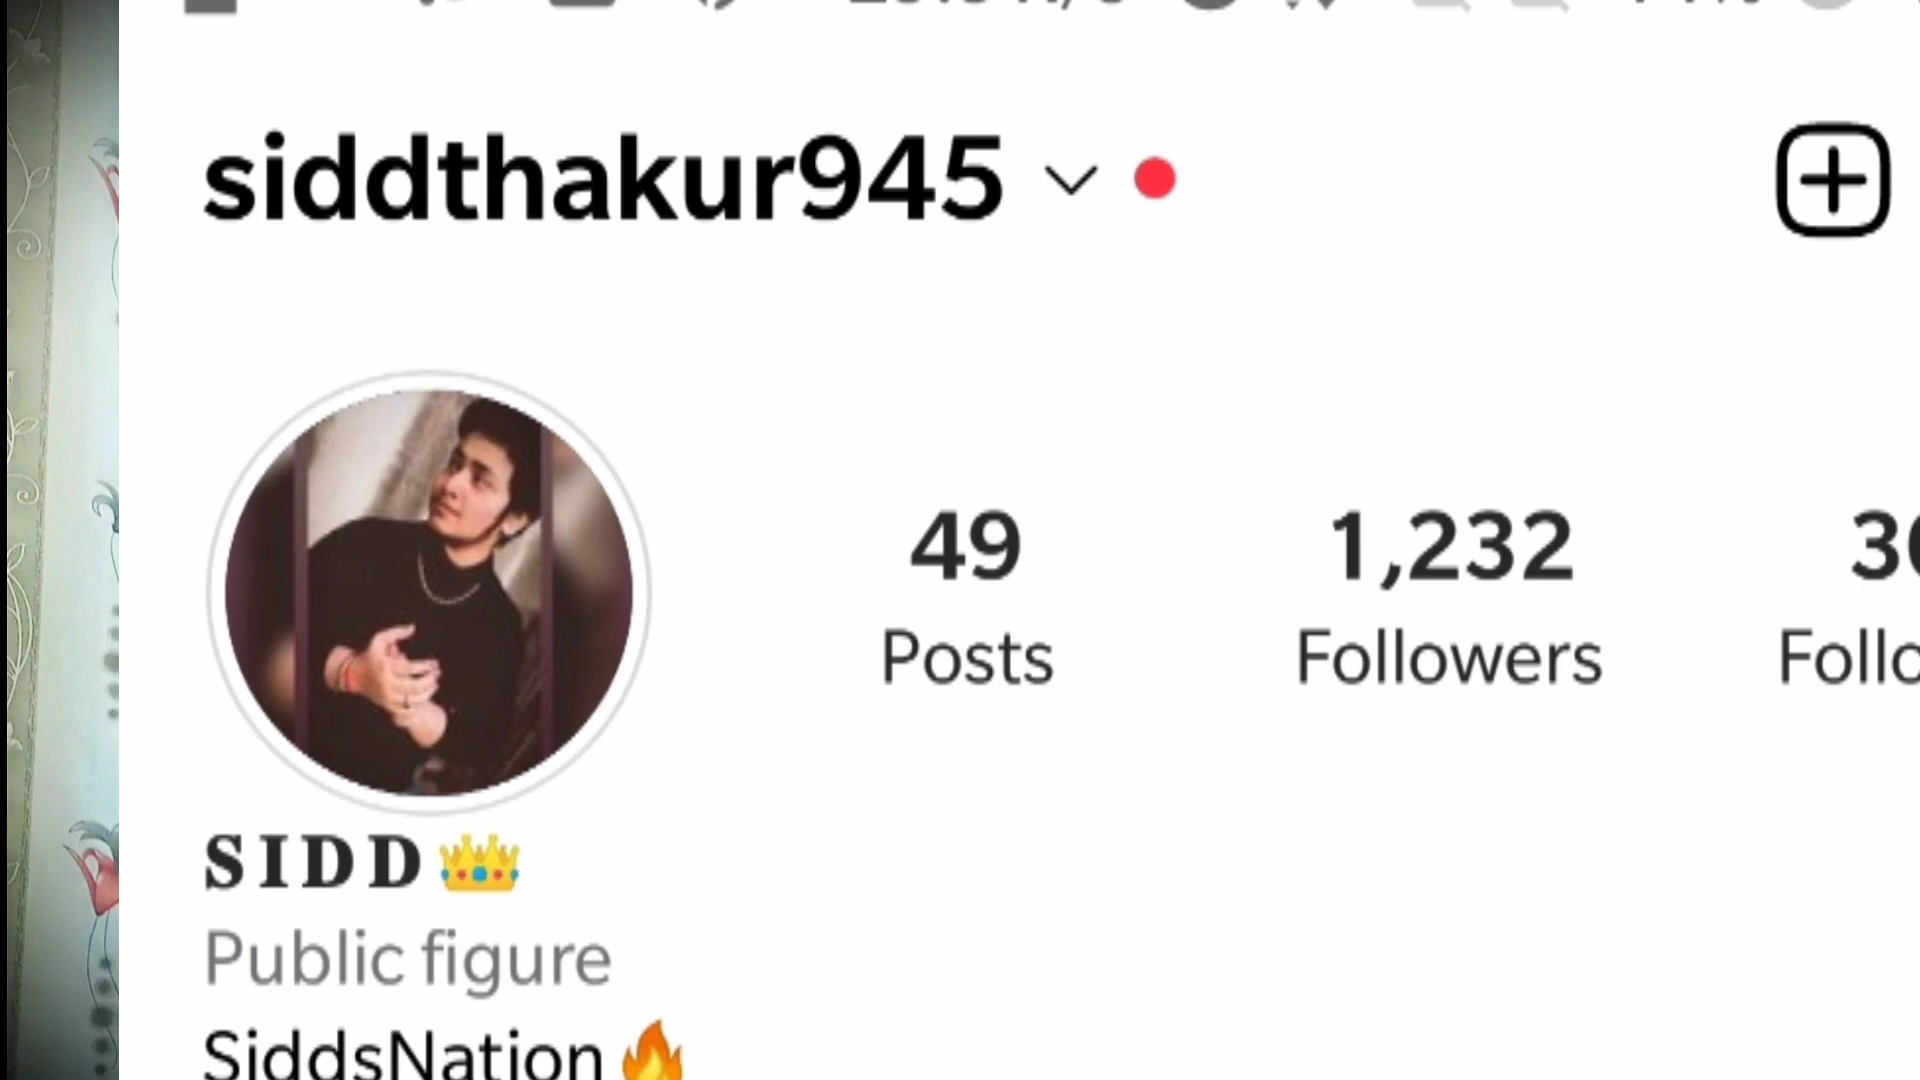 siddthakur945
49 1,232
Posts Followers
SIDD👑
Public figure
SiddsNation🔥